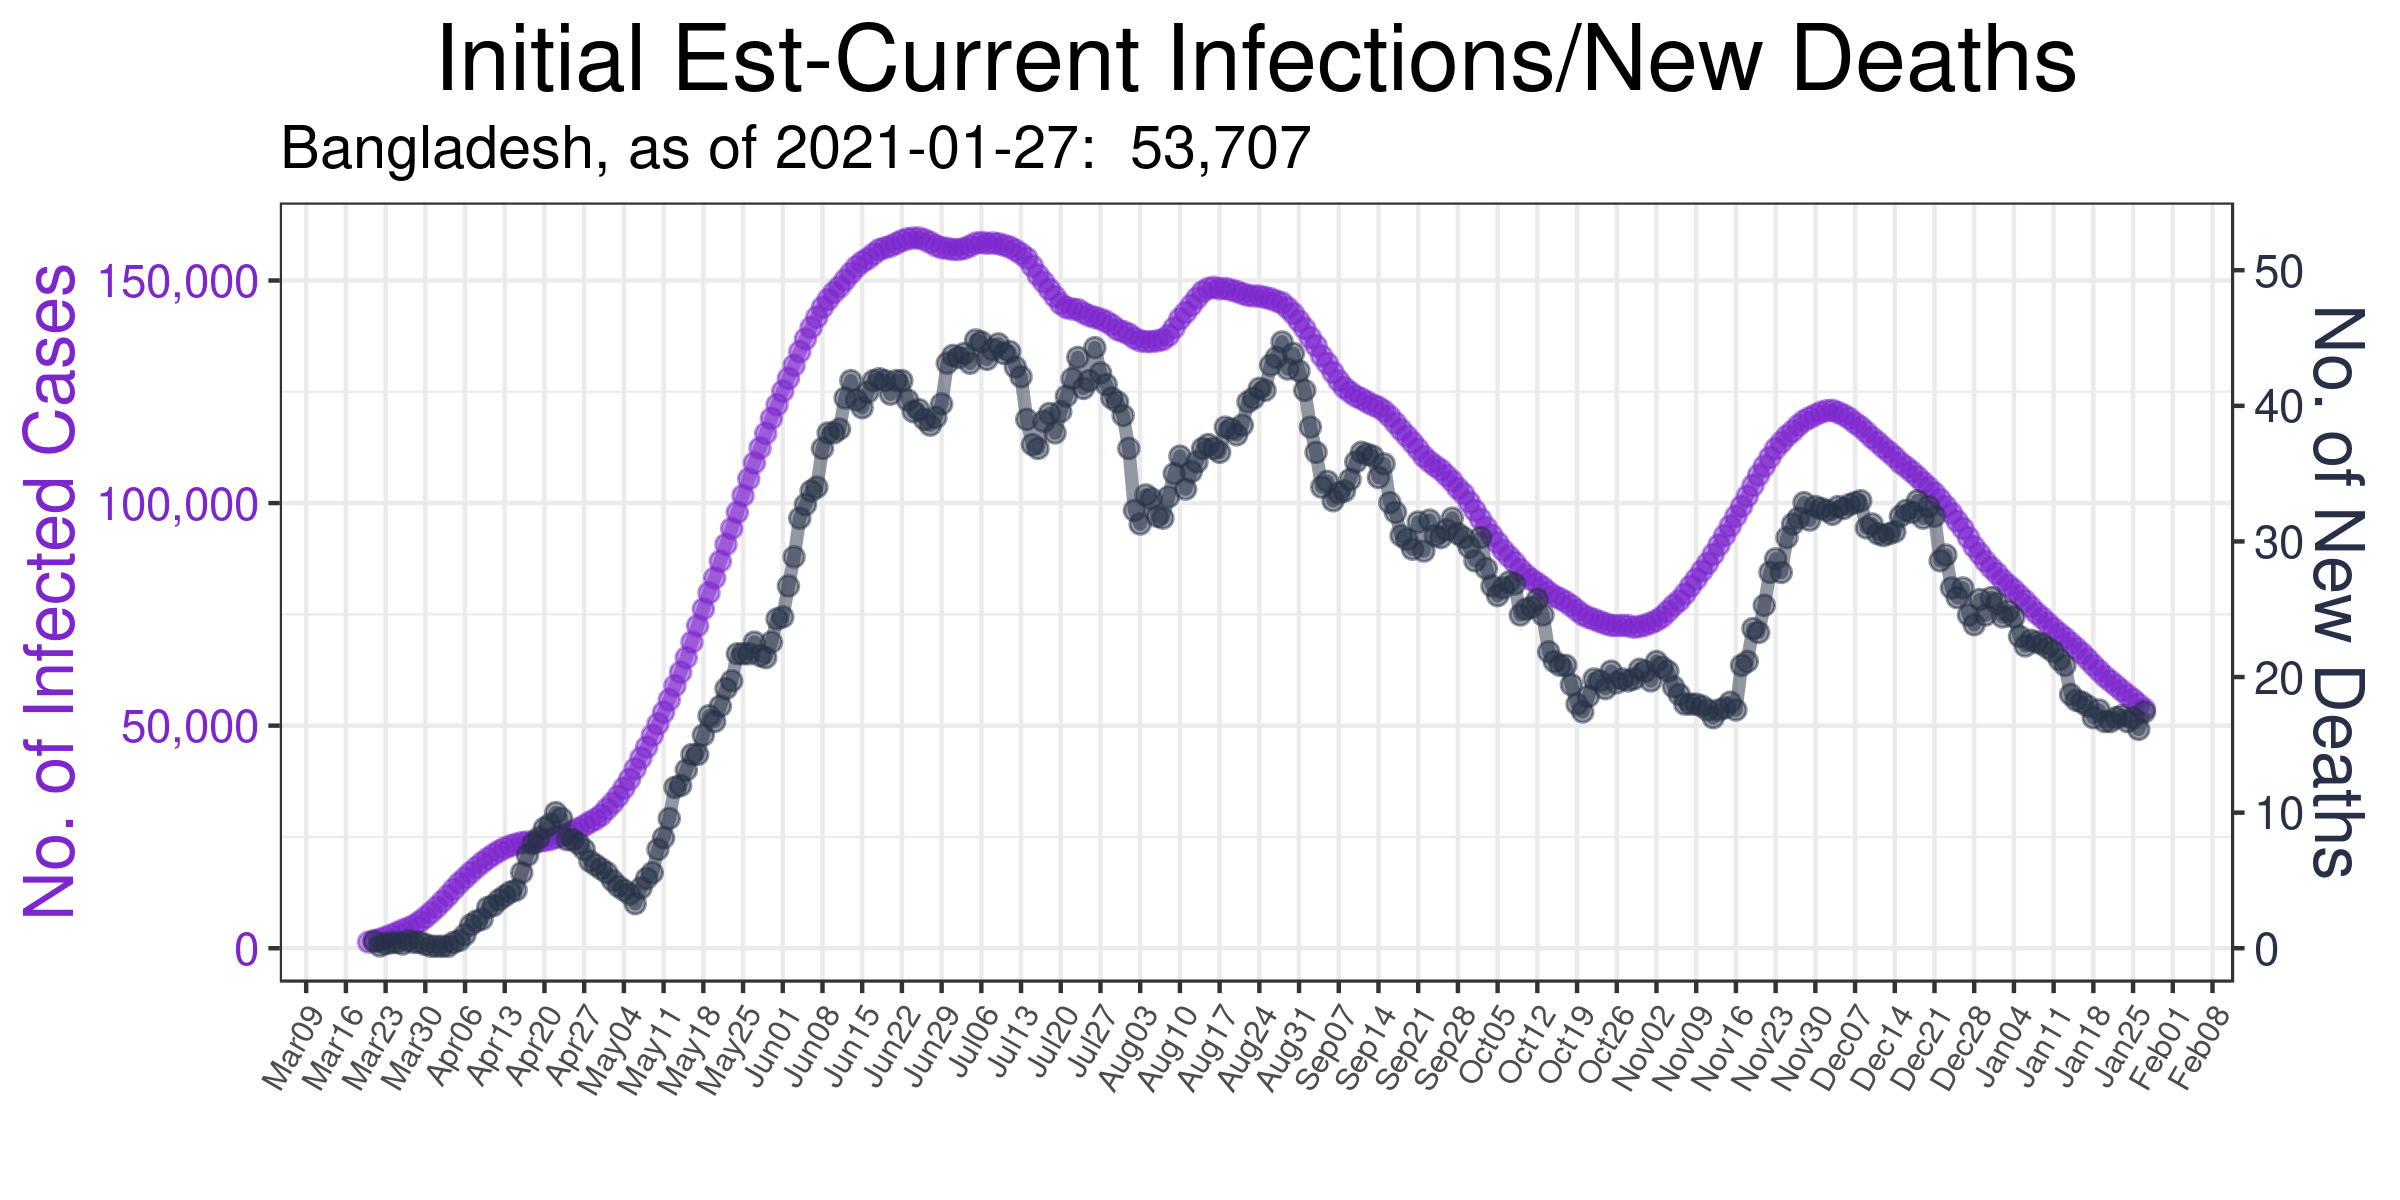 Initial Est-Current Infections/New Deaths
Bangladesh, as of 2021-01-27:  53,707
No. of Infected Cases
150,000
100,000
50,000
0
50
40
30
20
10
0
No. of New Deaths
Mar09
Mar16
Mar23
Mar30
Apr06
Apr13
Apr20
Apr27
May04
May11
May18
May25
Jun01
Jun08
Jun15
Jun22
Jun29
Jul06
Jul13
Jul20
Jul27
Aug03
Aug10
Aug17
Aug24
Aug31
Sep07
Sep14
Sep21
Sep28
Oct05
Oct12
Oct19
Oct26
Nov02
Nov09
Nov16
Nov23
Nov30
Dec07
Dec14
Dec21
Dec28
Jan04
Jan11
Jan18
Jan25
Feb01
Feb08